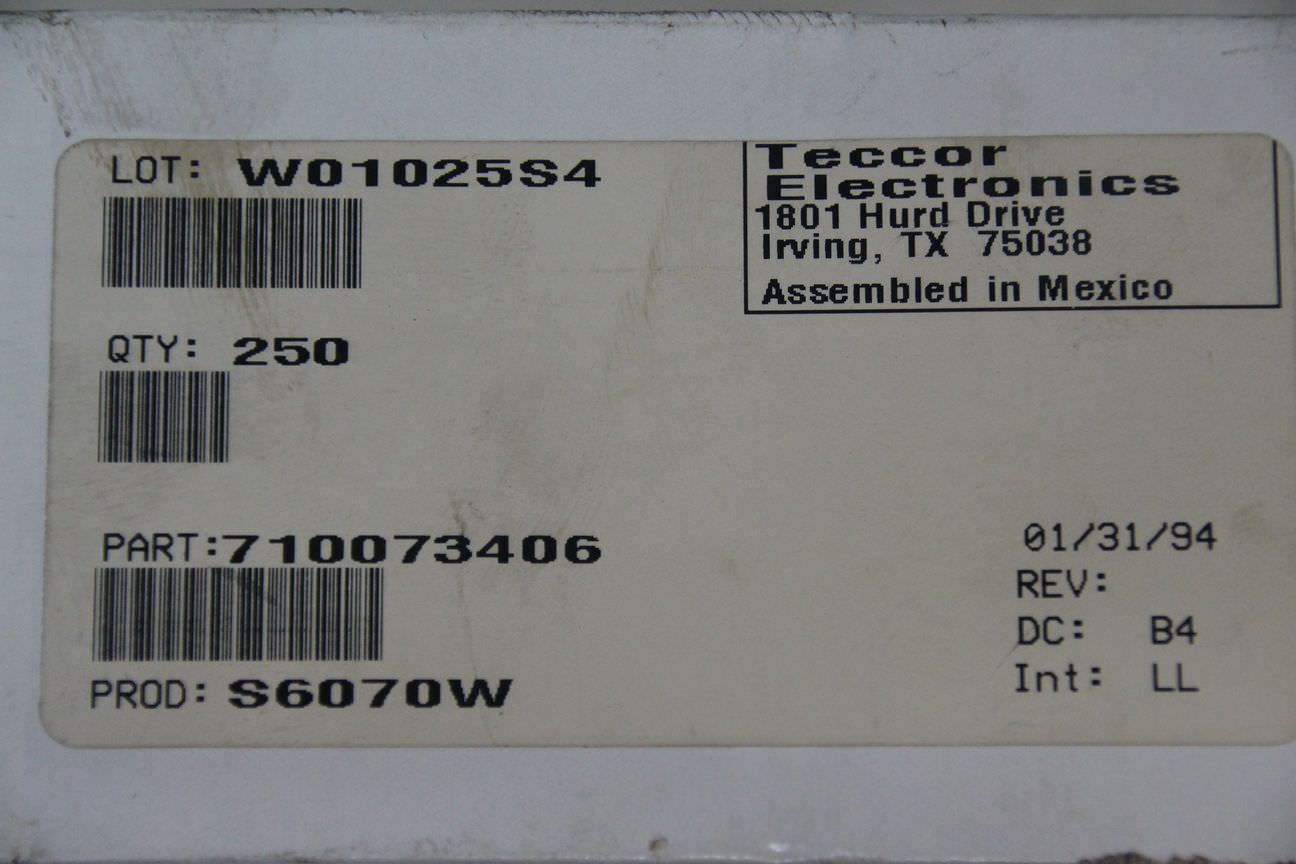 LOT: W01025S4
Teccor
Electronics
1801 Hurd Drive
Irving, TX 75038
Assembled in Mexico
QTY: 250
PART:710073406
PROD: S6070W
01/31/94
REV:
DC: B4
Int: LL